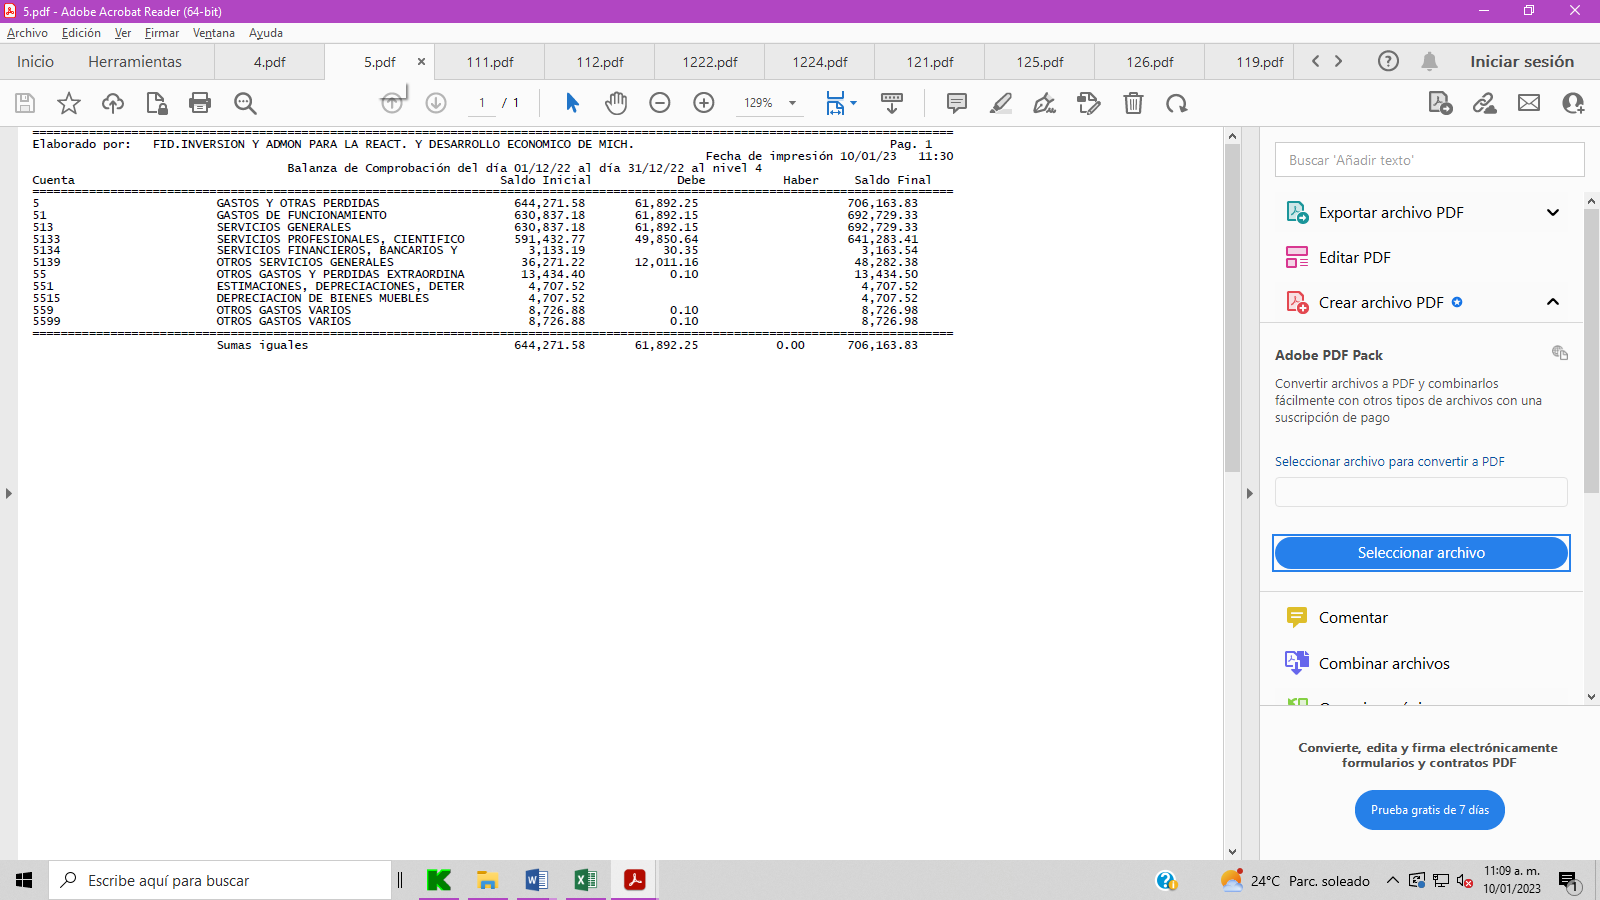 5.pdf - Adobe Acrobat Reader (64-bit)
Archivo Edición Ver Firmar Ventana Ayuda
Inicio Herramientas 4.pdf 5.pdf × 111.pdf 112.pdf 1222.pdf 1224.pdf 121.pdf 125.pdf 126.pdf 119.pdf Iniciar sesión
1 / 1 129%
Elaborado por: FID.INVERSION Y ADMON PARA LA REACT. Y DESARROLLO ECONOMICO DE MICH. Pag. 1
Fecha de impresión 10/01/23 11:30
Balanza de Comprobación del día 01/12/22 al día 31/12/22 al nivel 4
Cuenta Saldo Inicial Debe Haber Saldo Final
5 GASTOS Y OTRAS PERDIDAS 644,271.58 61,892.25 706,163.83
51 GASTOS DE FUNCIONAMIENTO 630,837.18 61,892.15 692,729.33
513 SERVICIOS GENERALES 630,837.18 61,892.15 692,729.33
5133 SERVICIOS PROFESIONALES, CIENTIFICO 591,432.77 49,850.64 641,283.41
5134 SERVICIOS FINANCIEROS, BANCARIOS Y 3,133.19 30.35 3,163.54
5139 OTROS SERVICIOS GENERALES 36,271.22 12,011.16 48,282.38
55 OTROS GASTOS Y PERDIDAS EXTRAORDINA 13,434.40 0.10 13,434.50
551 ESTIMACIONES, DEPRECIACIONES, DETER 4,707.52 4,707.52
5515 DEPRECIACION DE BIENES MUEBLES 4,707.52 4,707.52
559 OTROS GASTOS VARIOS 8,726.88 0.10 8,726.98
5599 OTROS GASTOS VARIOS 8,726.88 0.10 8,726.98
Sumas iguales 644,271.58 61,892.25 0.00 706,163.83
Buscar 'Añadir texto'
Exportar archivo PDF
Editar PDF
Crear archivo PDF
Adobe PDF Pack
Convertir archivos a PDF y combinarlos
fácilmente con otros tipos de archivos con una
suscripción de pago
Seleccionar archivo para convertir a PDF
Seleccionar archivo
Comentar
Combinar archivos
Convierte, edita y firma electrónicamente
formularios y contratos PDF
Prueba gratis de 7 días
Escribe aquí para buscar
24°C Parc. soleado
11:09 a. m.
10/01/2023
1